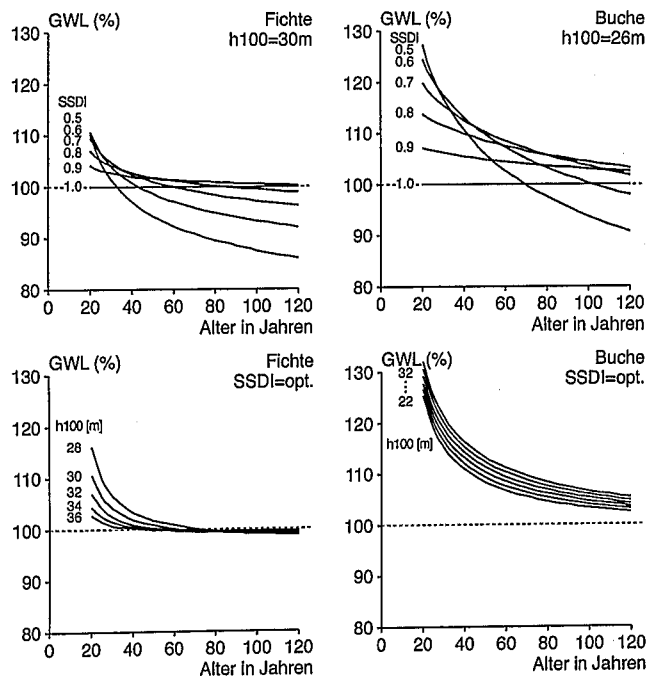 GWL (%)
Fichte
h100=30m
130
120
110
100
90
80
SSDI
0.5
0.6
0.7
0.8
0.9
1.0
0 20 40 60 80 100 120
Alter in Jahren
GWL (%)
Buche
h100=26m
130
120
110
100
90
80
SSDI
0.5
0.6
0.7
0.8
0.9
1.0
0 20 40 60 80 100 120
Alter in Jahren
GWL (%)
Fichte
SSDI=opt.
130
120
110
100
90
80
h100 [m]
28
30
32
34
36
0 20 40 60 80 100 120
Alter in Jahren
GWL (%)
Buche
SSDI=opt.
130
120
110
100
90
80
32
22
h100 [m]
0 20 40 60 80 100 120
Alter in Jahren